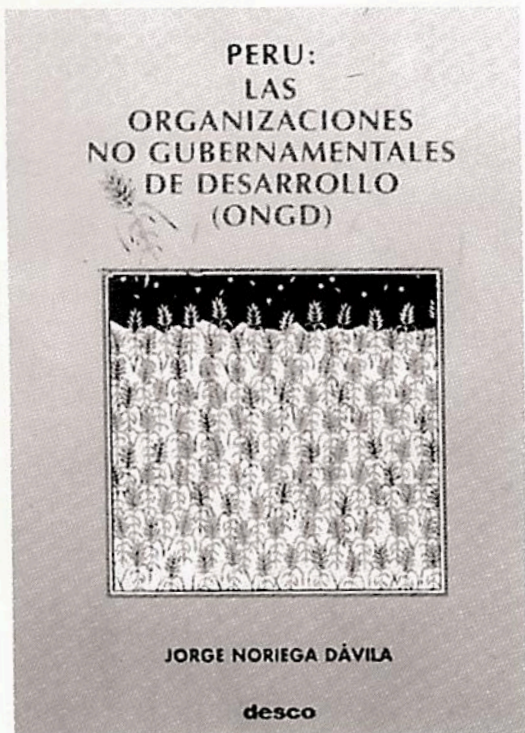 PERU:
LAS
ORGANIZACIONES
NO GUBERNAMENTALES
DE DESARROLLO
(ONGD)
JORGE NORIEGA DÁVILA
desco